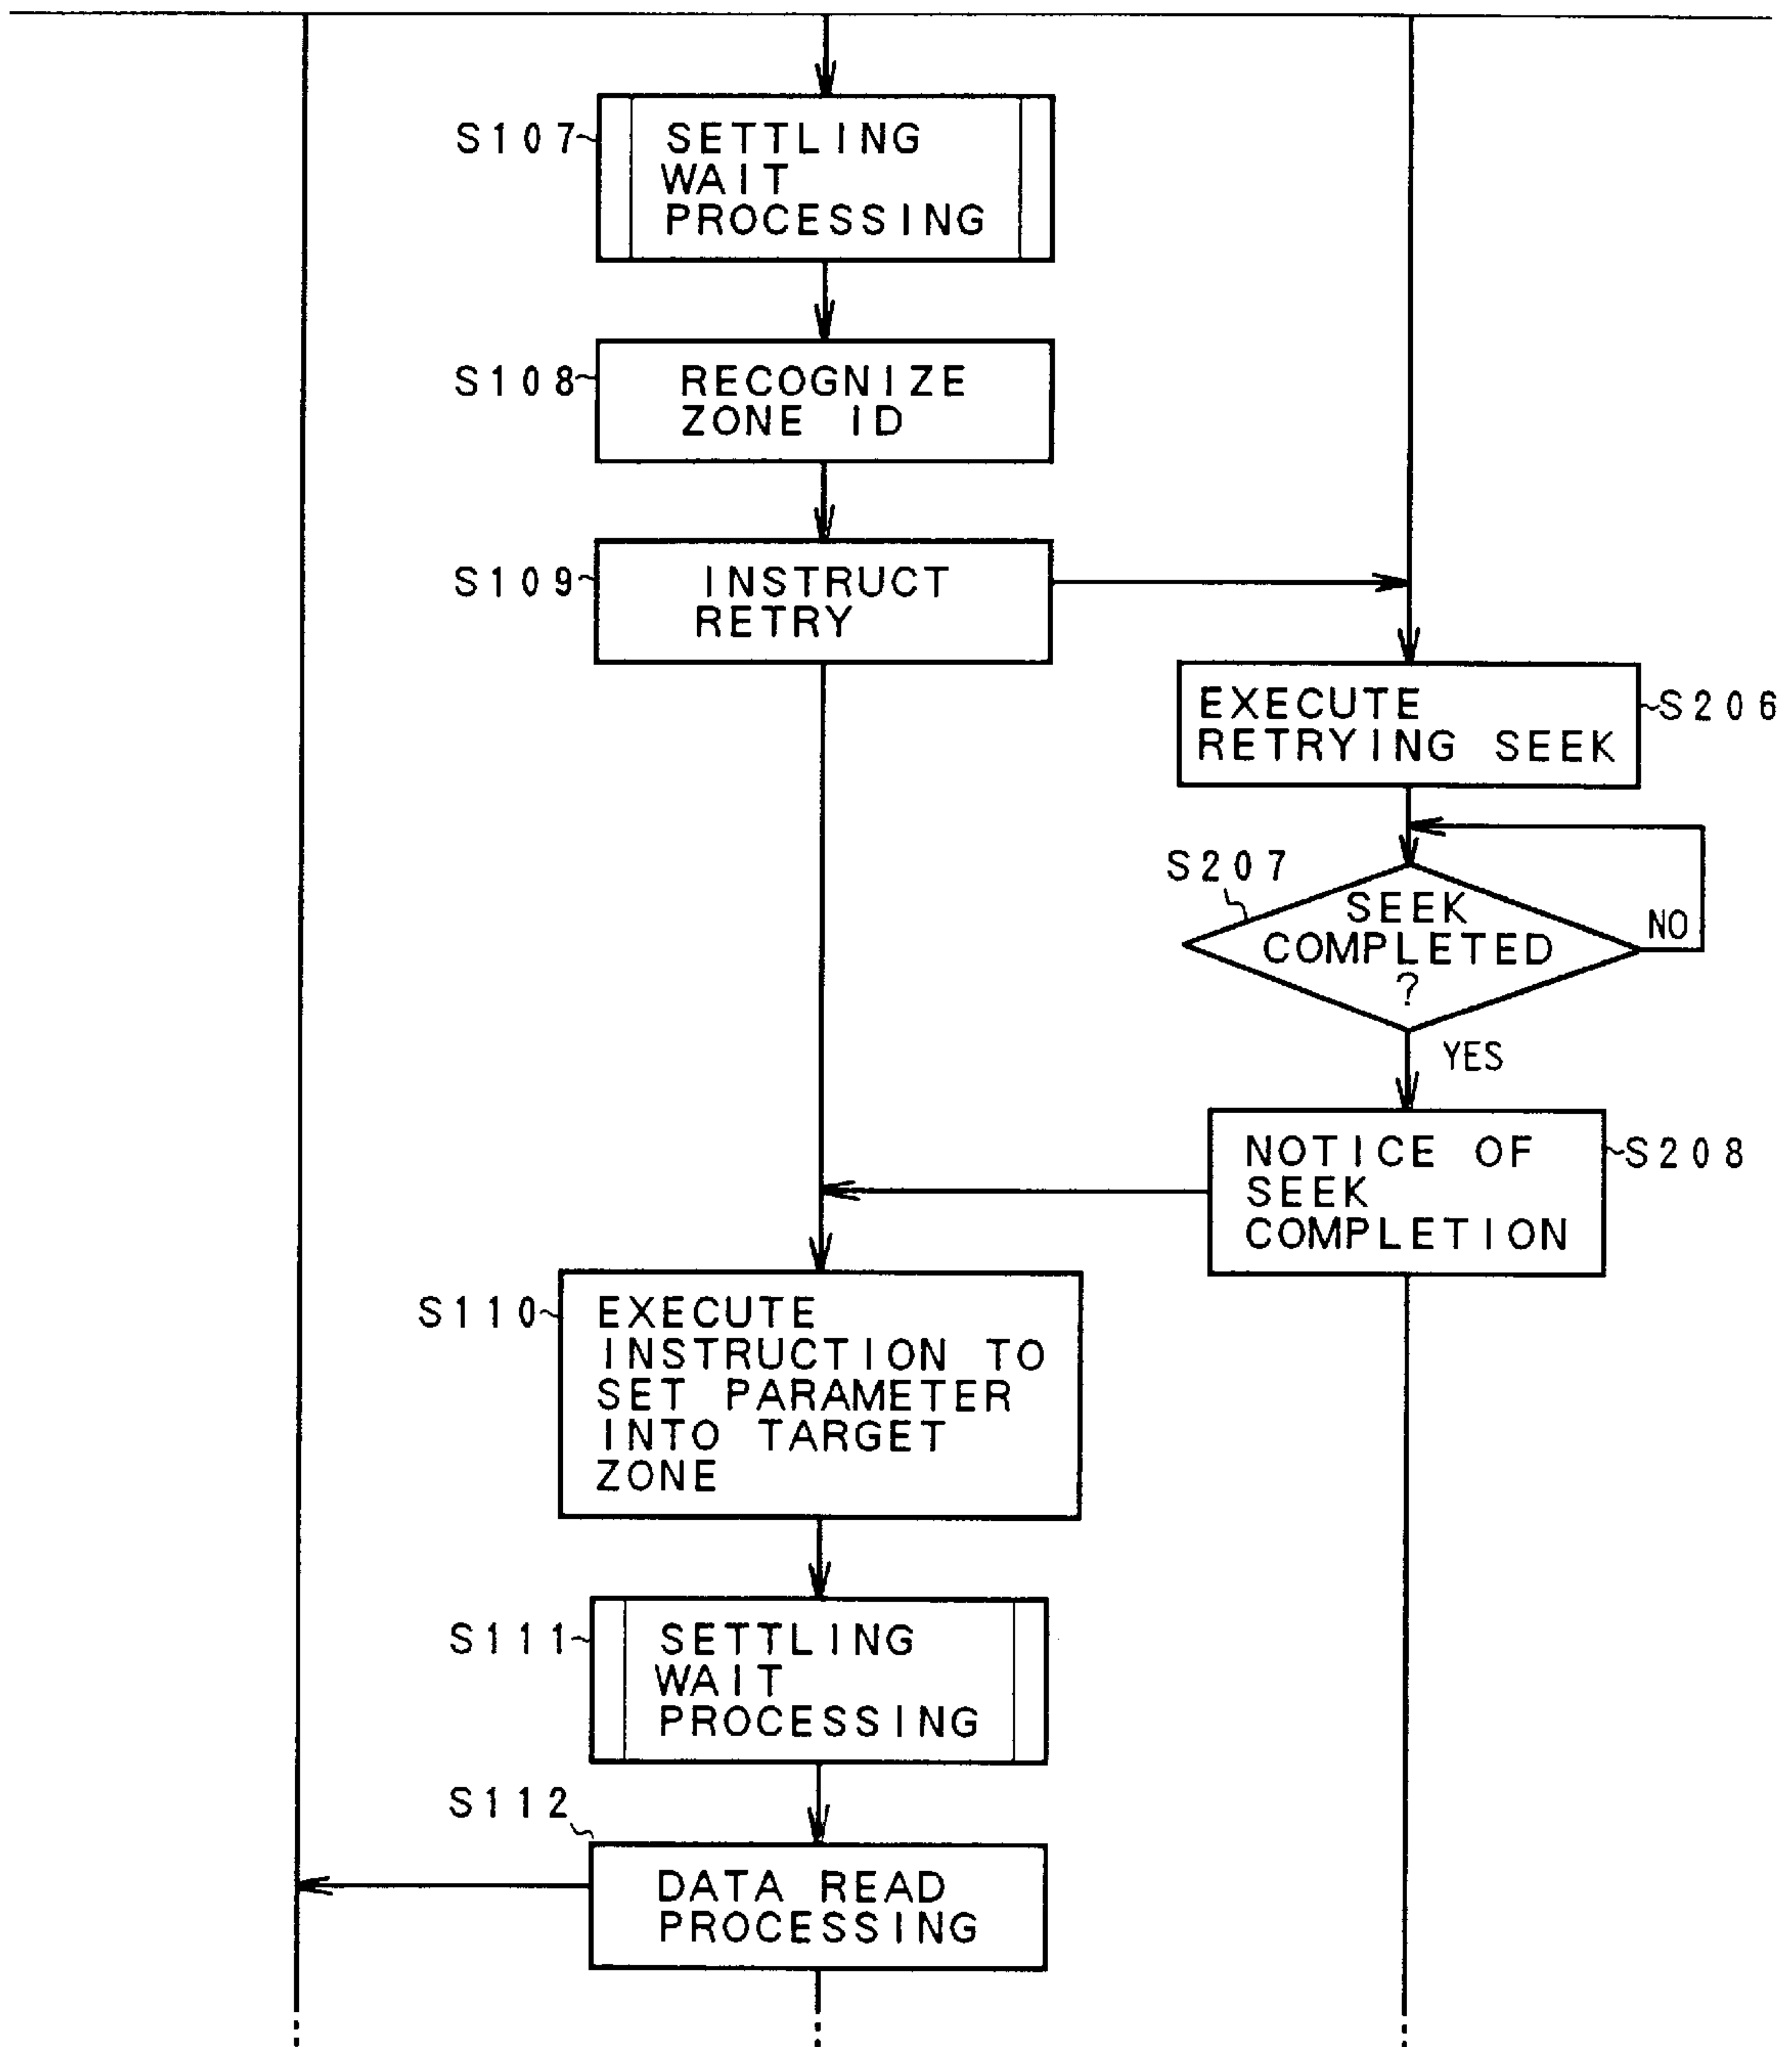 S107
SETTLING
WAIT
PROCESSING
S108
RECOGNIZE
ZONE ID
S109
INSTRUCT
RETRY
EXECUTE
RETRYING SEEK
S206
S207
SEEK
COMPLETED
?
NO
YES
NOTICE OF
SEEK
COMPLETION
S208
S110
EXECUTE
INSTRUCTION TO
SET PARAMETER
INTO TARGET
ZONE
S111
SETTLING
WAIT
PROCESSING
S112
DATA READ
PROCESSING